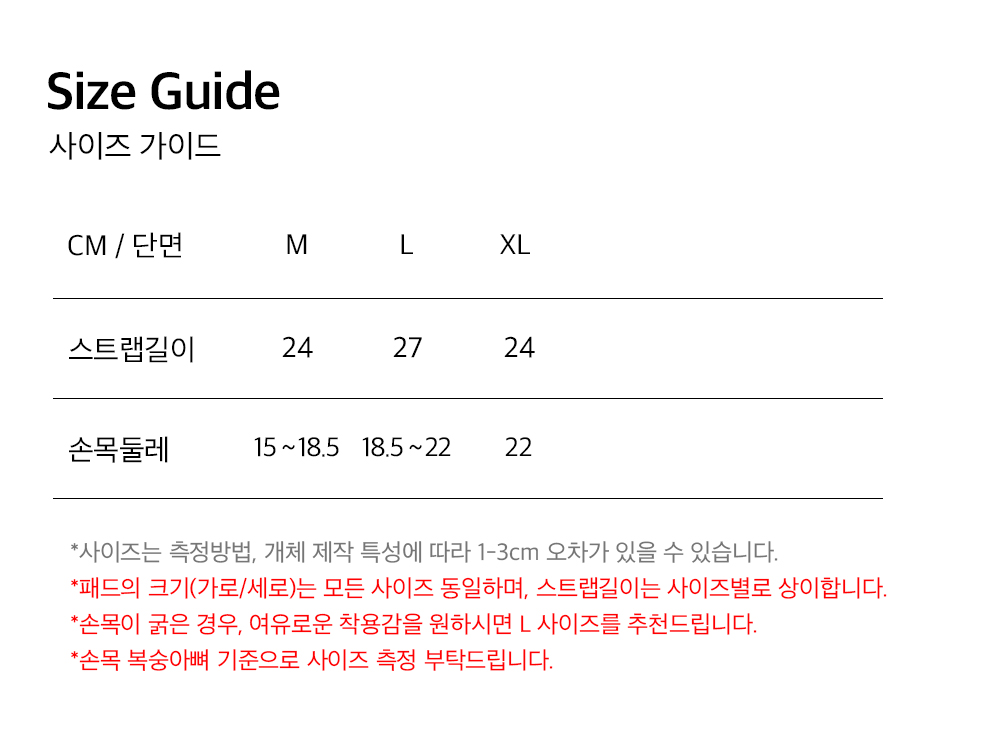 Size Guide
사이즈 가이드
CM / 단면 M L XL
스트랩길이 24 27 24
손목둘레 15~18.5 18.5~22 22
*사이즈는 측정방법, 개체 제작 특성에 따라 1-3cm 오차가 있을 수 있습니다.
*패드의 크기(가로/세로)는 모든 사이즈 동일하며, 스트랩길이는 사이즈별로 상이합니다.
*손목이 굵은 경우, 여유로운 착용감을 원하시면 L 사이즈를 추천드립니다.
*손목 복숭아뼈 기준으로 사이즈 측정 부탁드립니다.